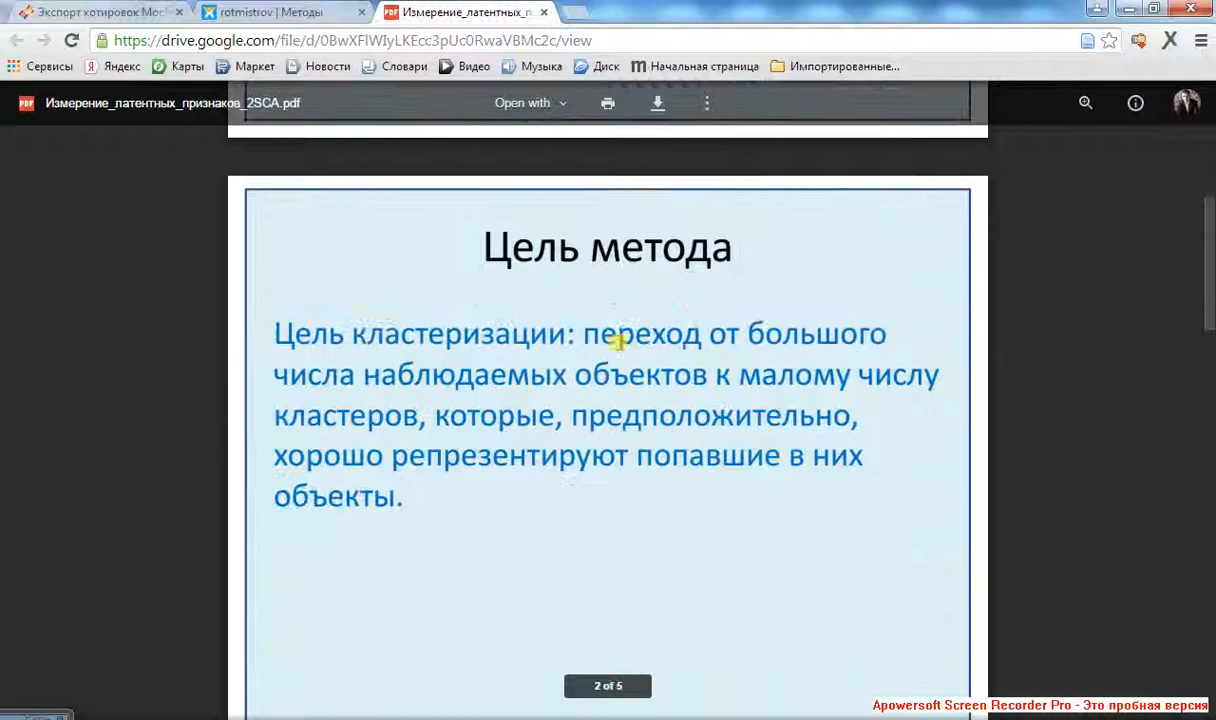 Экспорт котировок Мос
rotmistrov | Методы
Измерение_латентных_п
https://drive.google.com/file/d/0BwXFlWIyLKEcc3pUc0RwaVBMc2c/view
Сервисы Яндекс Карты Маркет Новости Словари Видео Музыка Диск Начальная страница Импортированные...
PDF Измерение_латентных_признаков_2SCA.pdf Open with
Цель метода
Цель кластеризации: переход от большого
числа наблюдаемых объектов к малому числу
кластеров, которые, предположительно,
хорошо репрезентируют попавшие в них
объекты.
2 of 5
Apowersoft Screen Recorder Pro - Это пробная версия